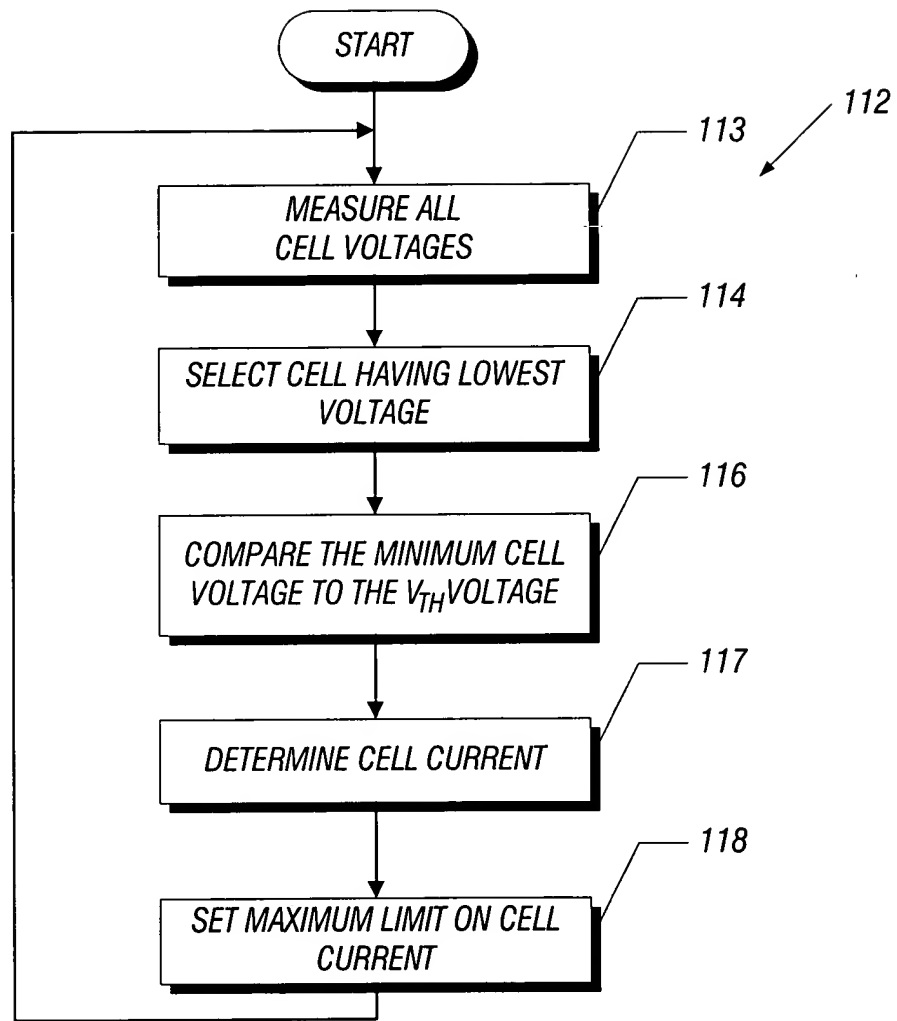 START
112
113
MEASURE ALL
CELL VOLTAGES
114
SELECT CELL HAVING LOWEST
VOLTAGE
116
COMPARE THE MINIMUM CELL
VOLTAGE TO THE VTH VOLTAGE
117
DETERMINE CELL CURRENT
118
SET MAXIMUM LIMIT ON CELL
CURRENT